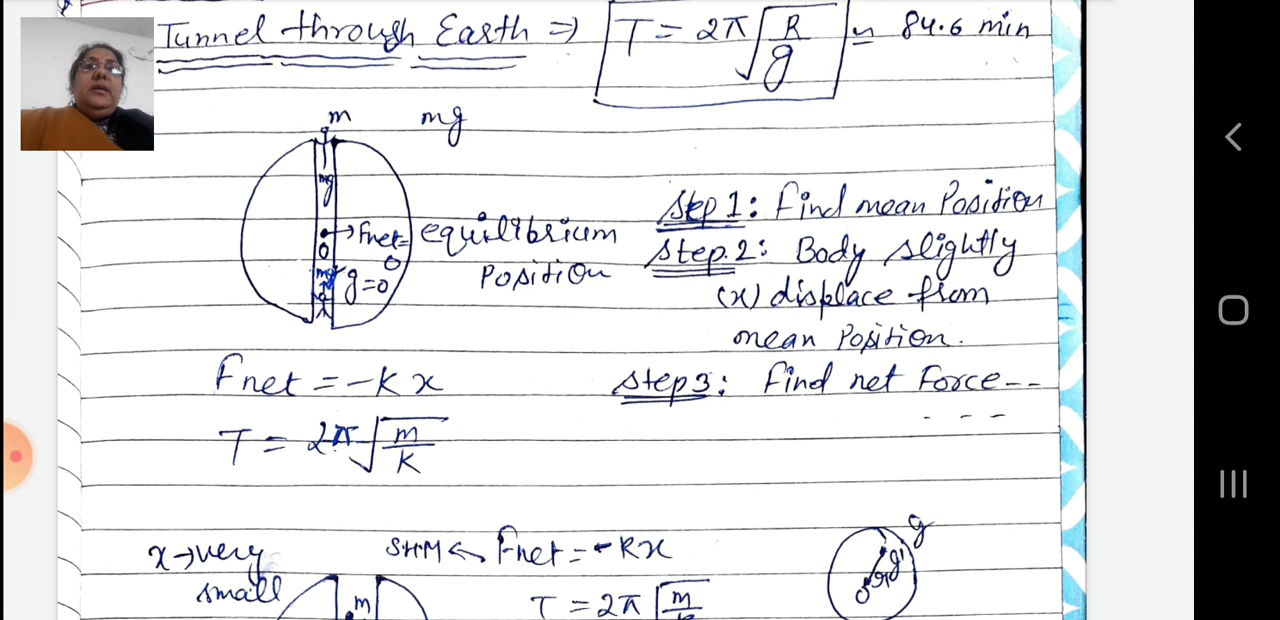 Tunnel through Earth ⇒ T = 2π√(R/g) ≃ 84.6 min
m mg
mg
→ Fnet = 0
g=0
mg
equilibrium
Position
Step 1: Find mean Position
Step 2: Body slightly
(x) displace from
mean Position.
Fnet = -K x
Step 3: Find net Force--
- - -
T = 2π√(m/K)
x → very
small
SHM ← Fnet = -Kx
T = 2π√(m/k)
m
g
g'